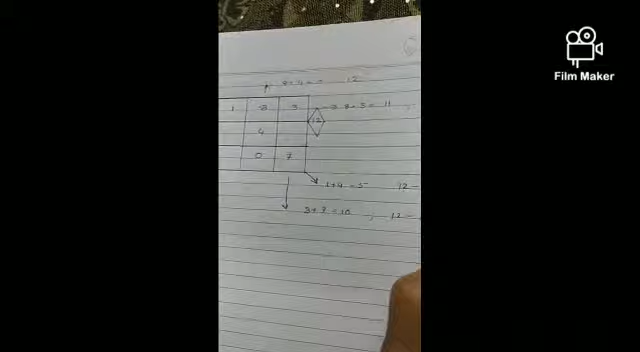 8+4= 12
1 8 3 → 8+3= 11 ,
4 12
0 7
1+4=5 12-
3+7=10 , 12-
Film Maker